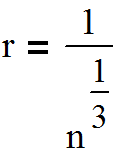 r = 1 / n^(1/3)